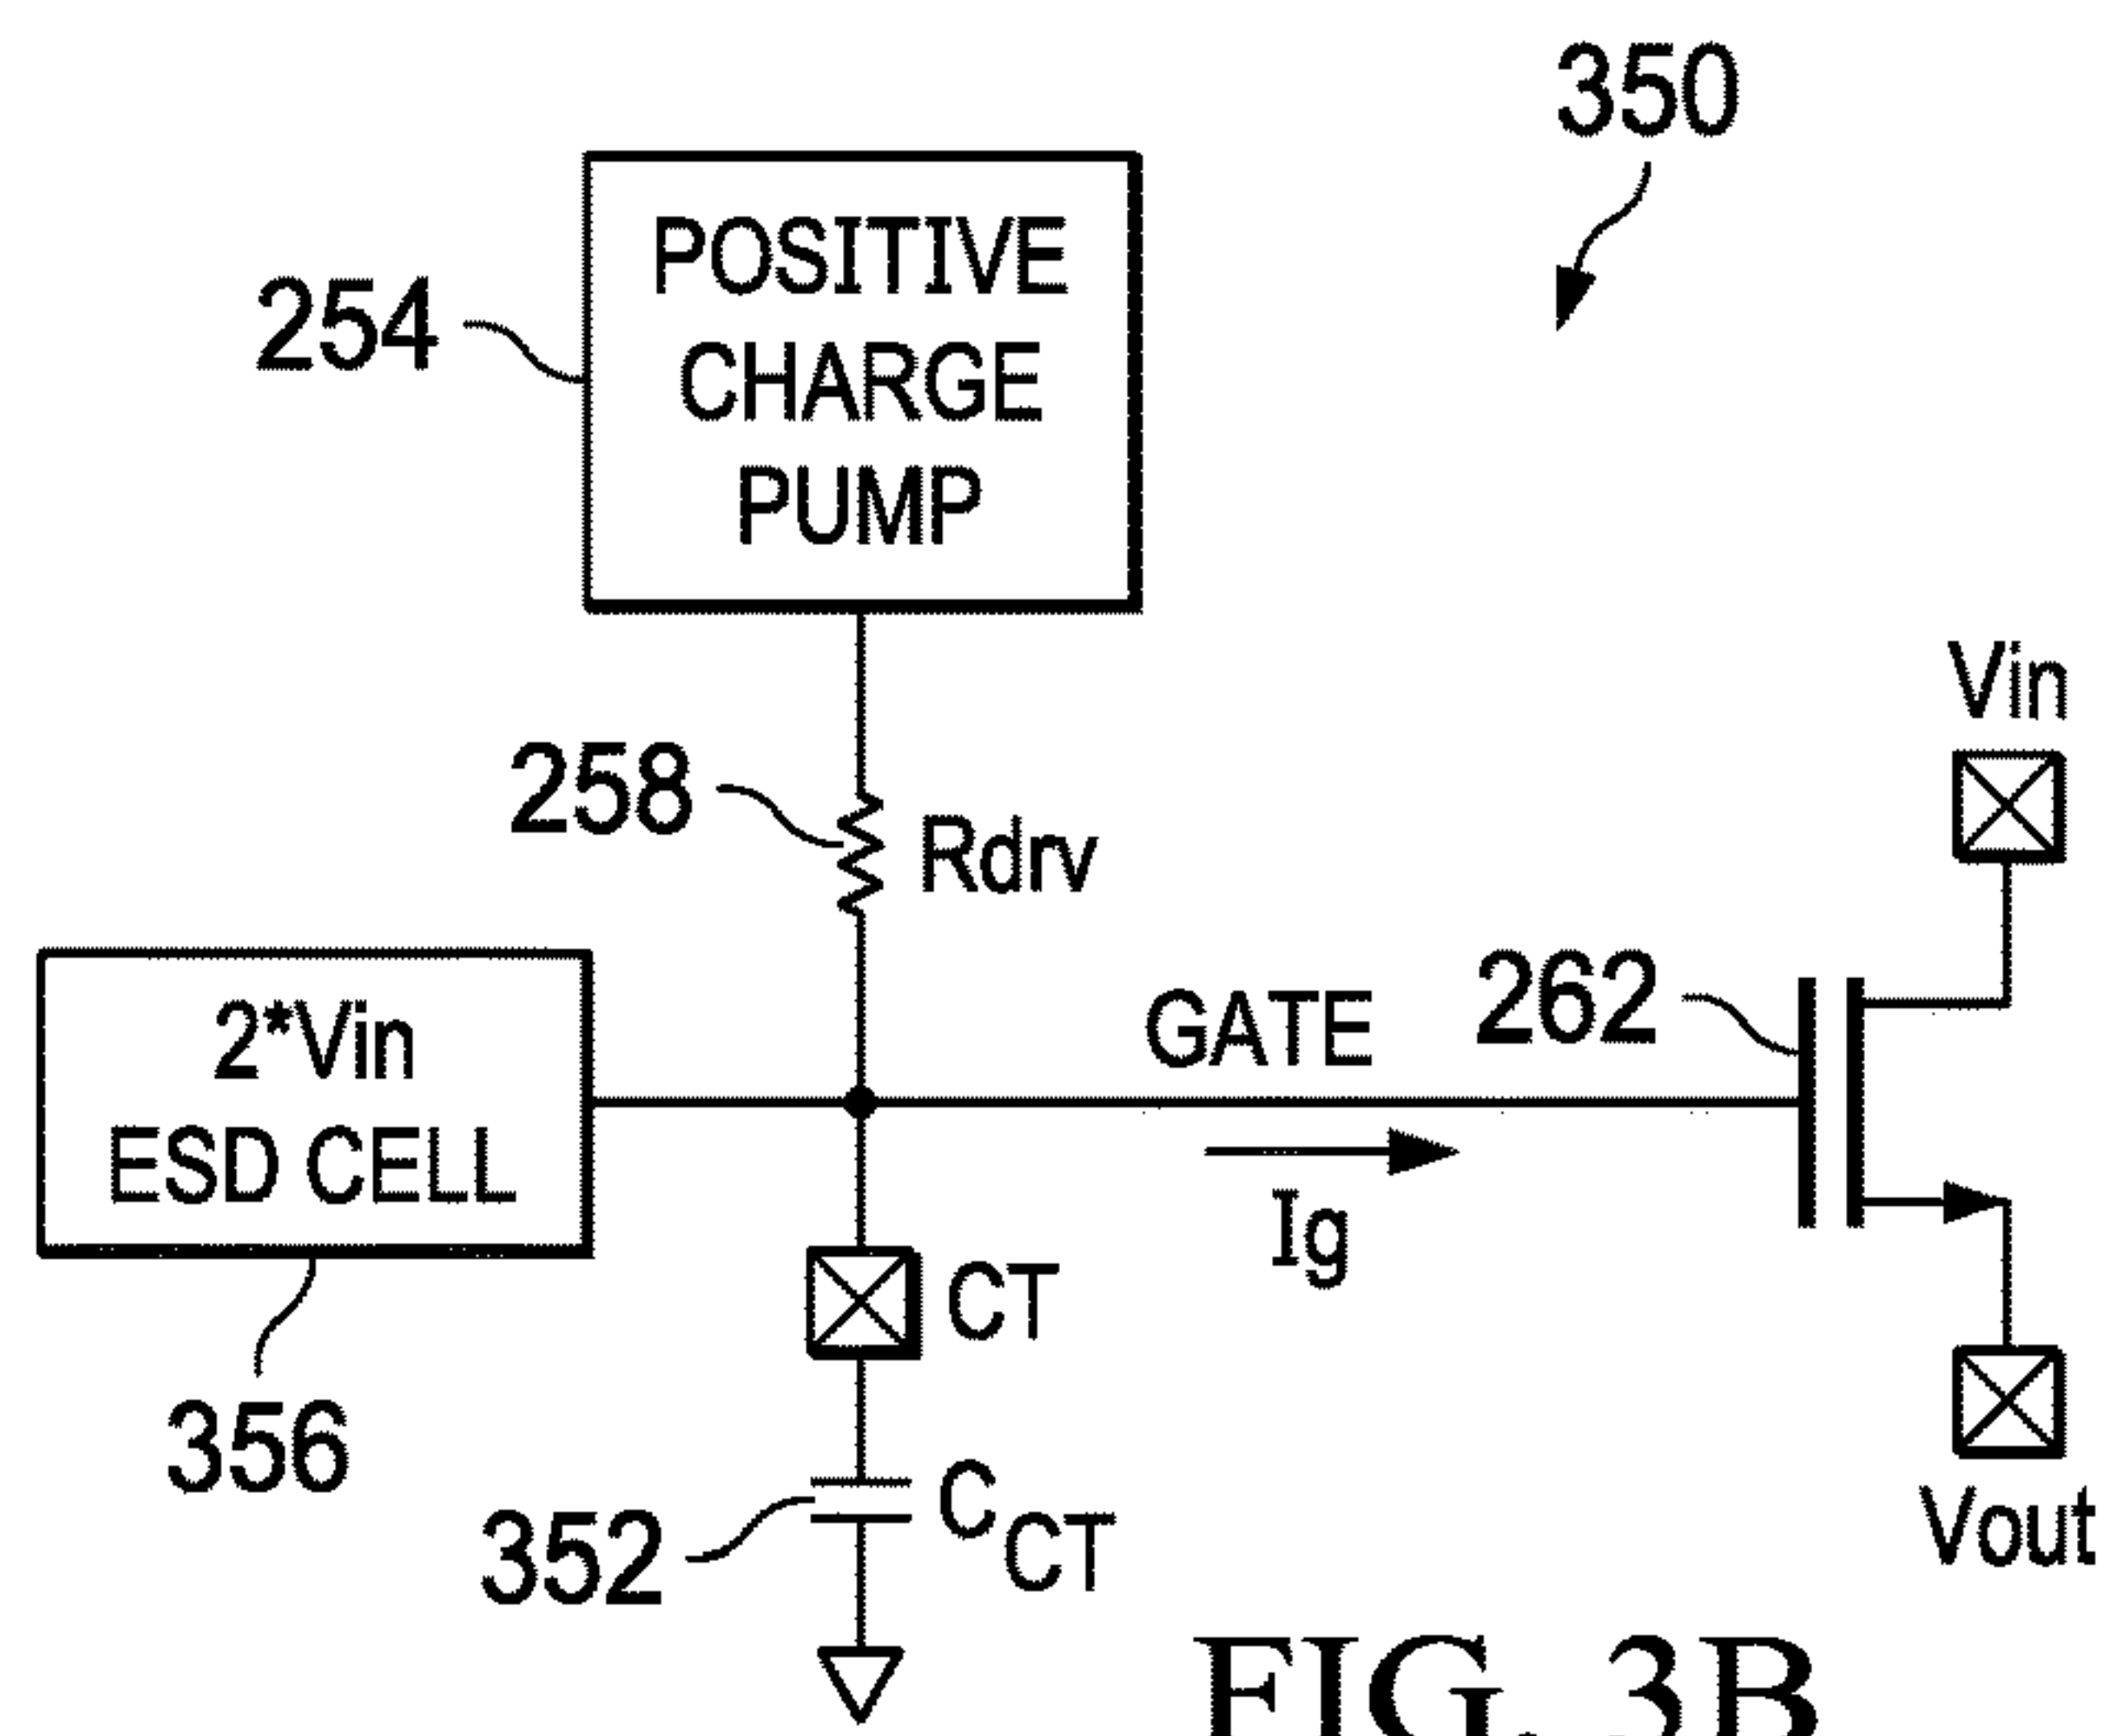 350
POSITIVE
CHARGE
PUMP
254
Vin
258
Rdrv
2*Vin
ESD CELL
GATE
262
Ig
CT
356
352
C CT
Vout
FIG. 3B